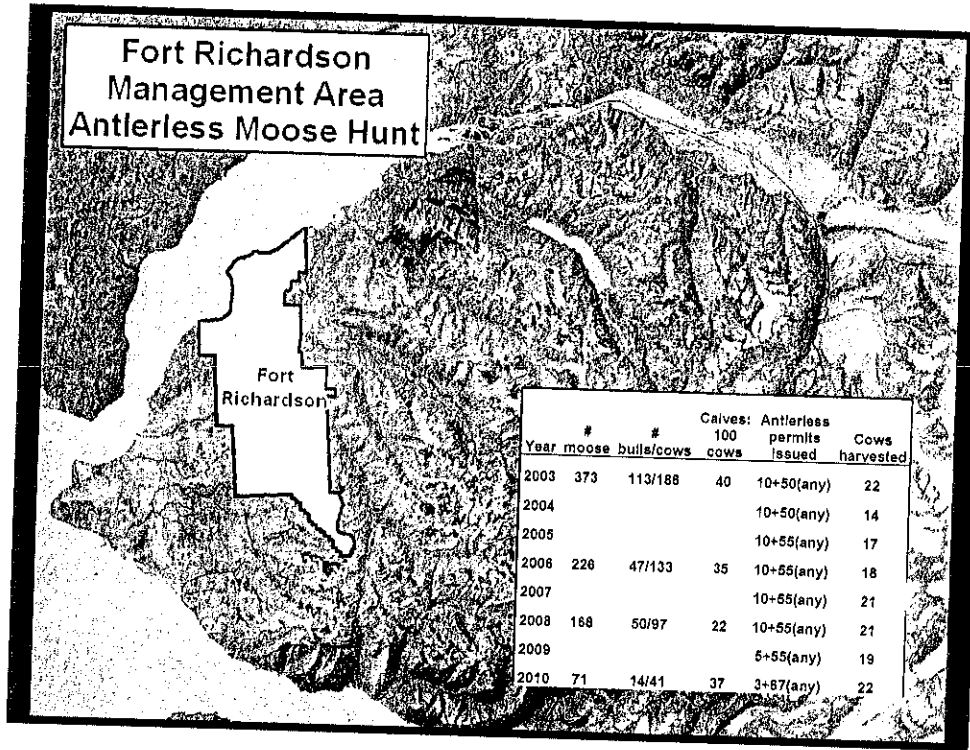 Fort Richardson
Management Area
Antlerless Moose Hunt
Fort
Richardson
Year # moose # bulls/cows Calves: 100 cows Antlerless permits issued Cows harvested
2003 373 113/186 40 10+50(any) 22
2004 10+50(any) 14
2005 10+55(any) 17
2006 226 47/133 35 10+55(any) 18
2007 10+55(any) 21
2008 168 50/97 22 10+55(any) 21
2009 5+55(any) 19
2010 71 14/41 37 3+67(any) 22